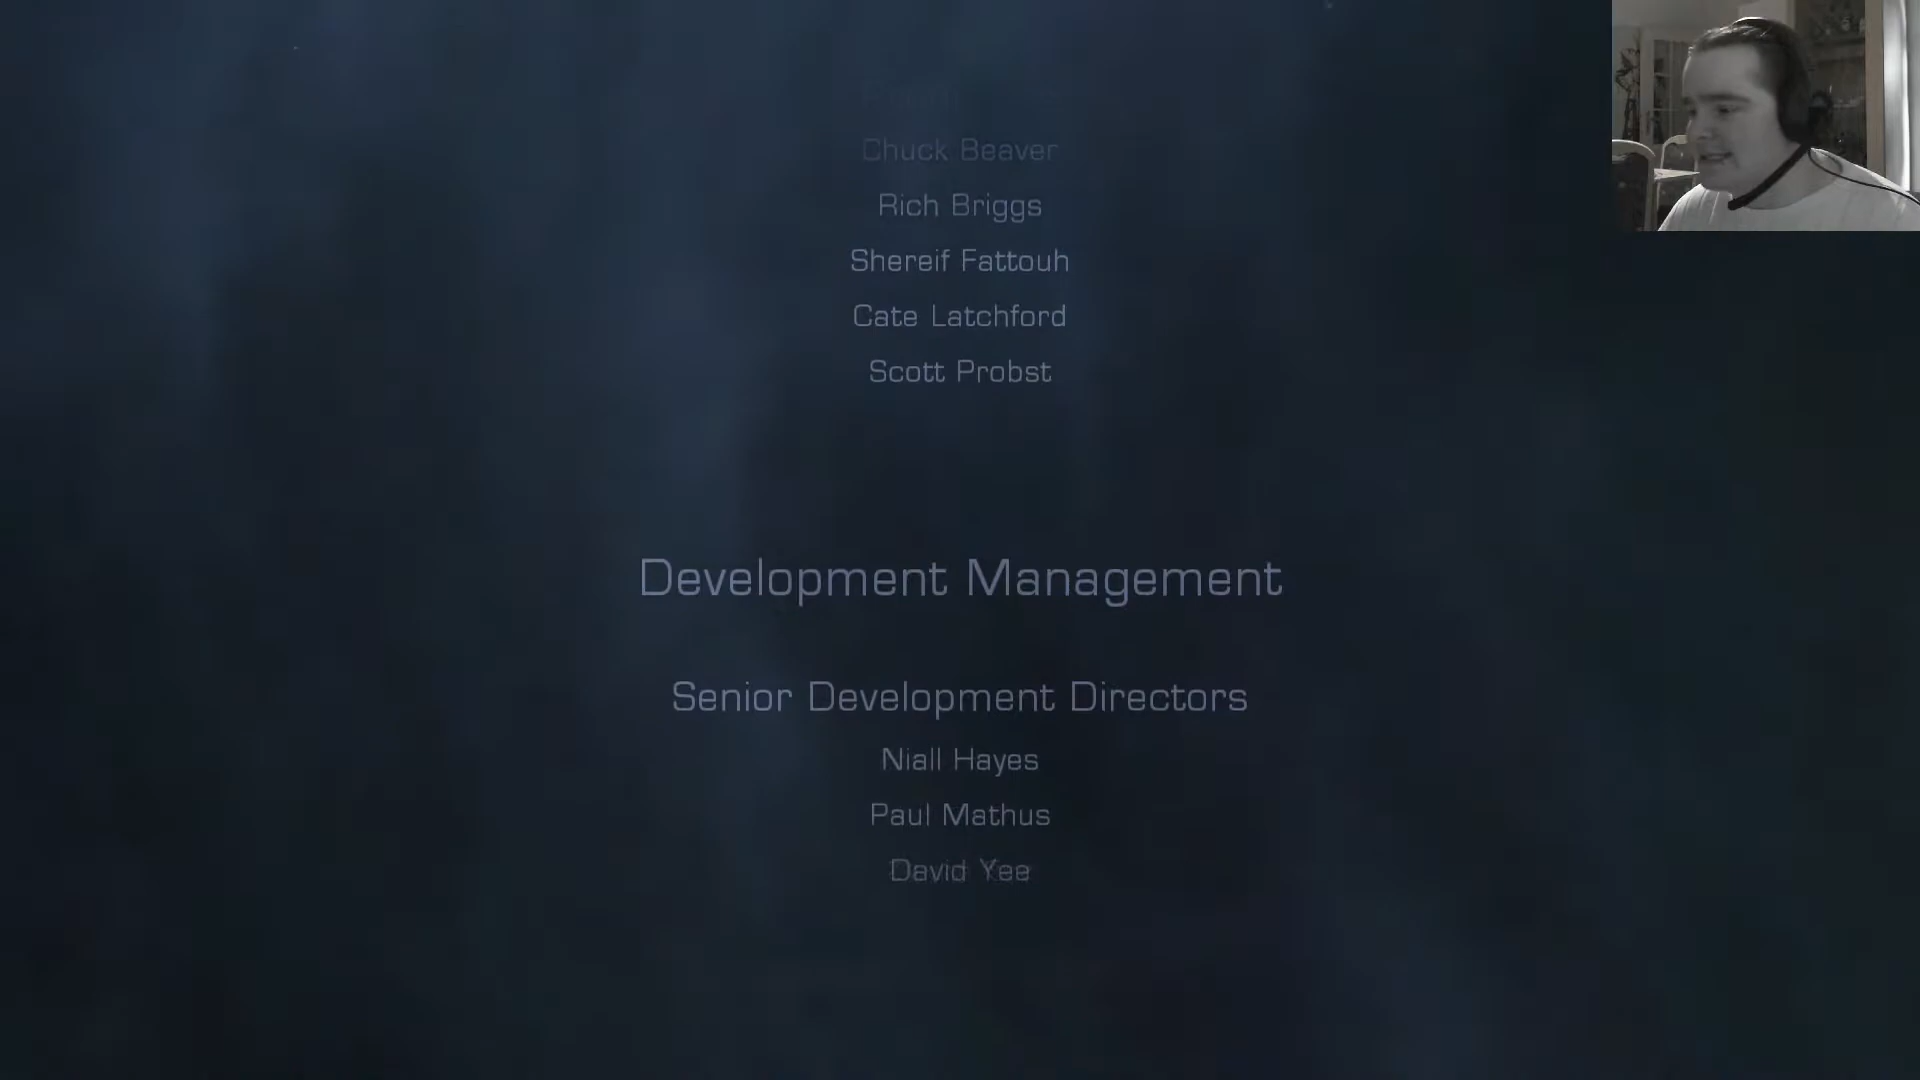 Chuck Beaver
Rich Briggs
Shereif Fattouh
Cate Latchford
Scott Probst
Development Management
Senior Development Directors
Niall Hayes
Paul Mathus
David Yee